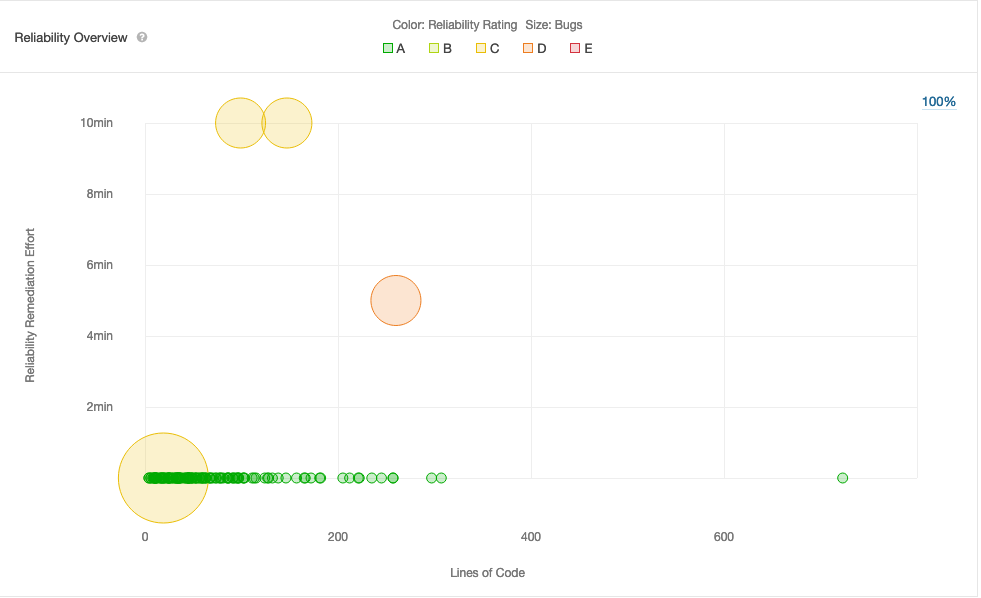 Color: Reliability Rating Size: Bugs
Reliability Overview ?
A B C D E
100%
10min
8min
6min
4min
2min
Reliability Remediation Effort
0 200 400 600
Lines of Code